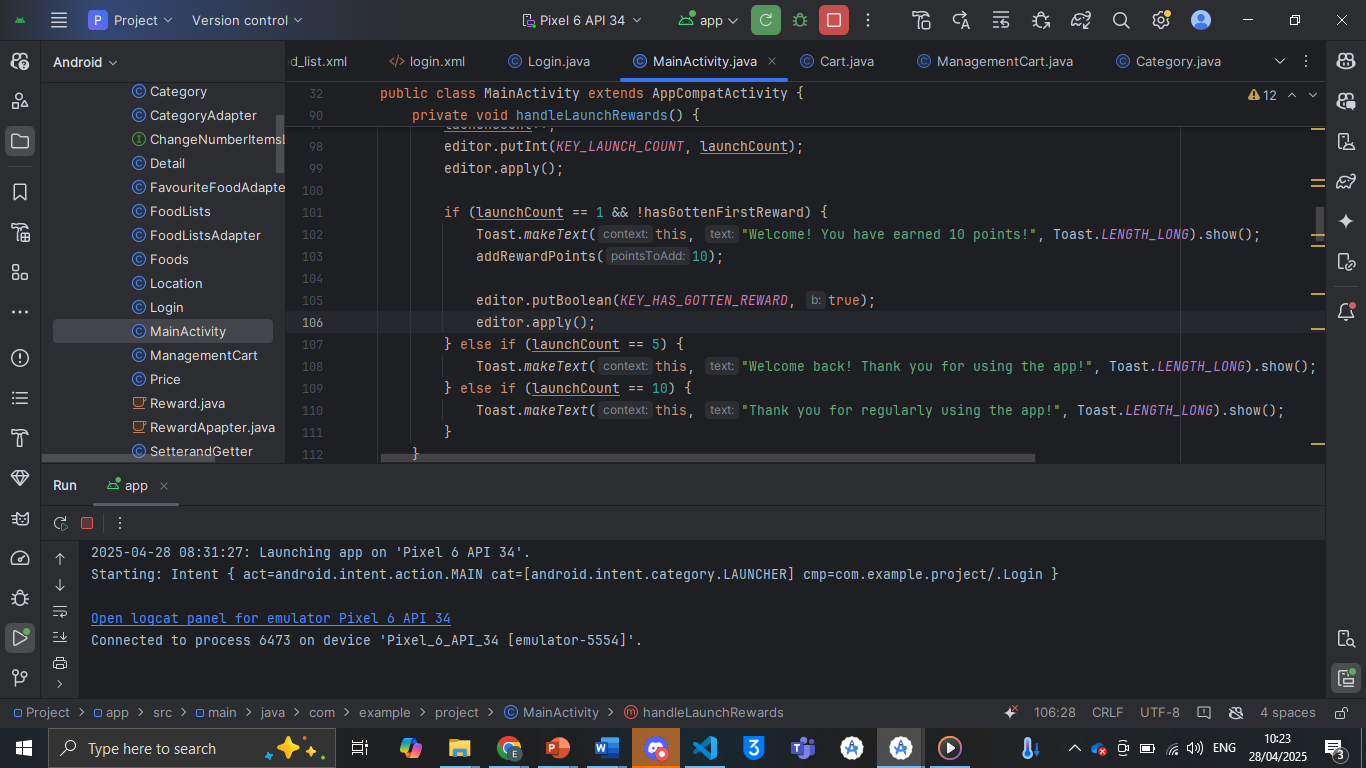 P Project
Version control
Pixel 6 API 34
app
Android
d_list.xml
login.xml
Login.java
MainActivity.java
Cart.java
ManagementCart.java
Category.java
Category
CategoryAdapter
ChangeNumberItemsL
Detail
FavouriteFoodAdapte
FoodLists
FoodListsAdapter
Foods
Location
Login
MainActivity
ManagementCart
Price
Reward.java
RewardApapter.java
SetterandGetter
12
32 public class MainActivity extends AppCompatActivity {
90 private void handleLaunchRewards() {
launchCount++;
98 editor.putInt(KEY_LAUNCH_COUNT, launchCount);
99 editor.apply();
100
101 if (launchCount == 1 && !hasGottenFirstReward) {
102 Toast.makeText( context: this, text: "Welcome! You have earned 10 points!", Toast.LENGTH_LONG).show();
103 addRewardPoints( pointsToAdd: 10);
104
105 editor.putBoolean(KEY_HAS_GOTTEN_REWARD, b: true);
106 editor.apply();
107 } else if (launchCount == 5) {
108 Toast.makeText( context: this, text: "Welcome back! Thank you for using the app!", Toast.LENGTH_LONG).show();
109 } else if (launchCount == 10) {
110 Toast.makeText( context: this, text: "Thank you for regularly using the app!", Toast.LENGTH_LONG).show();
111 }
112 }
Run
app
2025-04-28 08:31:27: Launching app on 'Pixel 6 API 34'.
Starting: Intent { act=android.intent.action.MAIN cat=[android.intent.category.LAUNCHER] cmp=com.example.project/.Login }
Open logcat panel for emulator Pixel 6 API 34
Connected to process 6473 on device 'Pixel_6_API_34 [emulator-5554]'.
Project > app > src > main > java > com > example > project > MainActivity > handleLaunchRewards
106:28
CRLF
UTF-8
4 spaces
Type here to search
ENG
10:23
28/04/2025
3